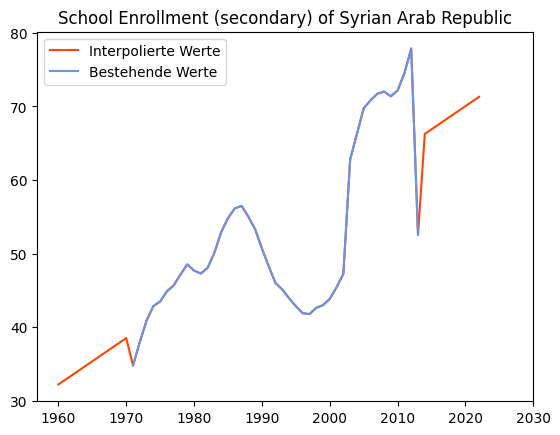 School Enrollment (secondary) of Syrian Arab Republic
Interpolierte Werte
Bestehende Werte
80
70
60
50
40
30
1960 1970 1980 1990 2000 2010 2020 2030